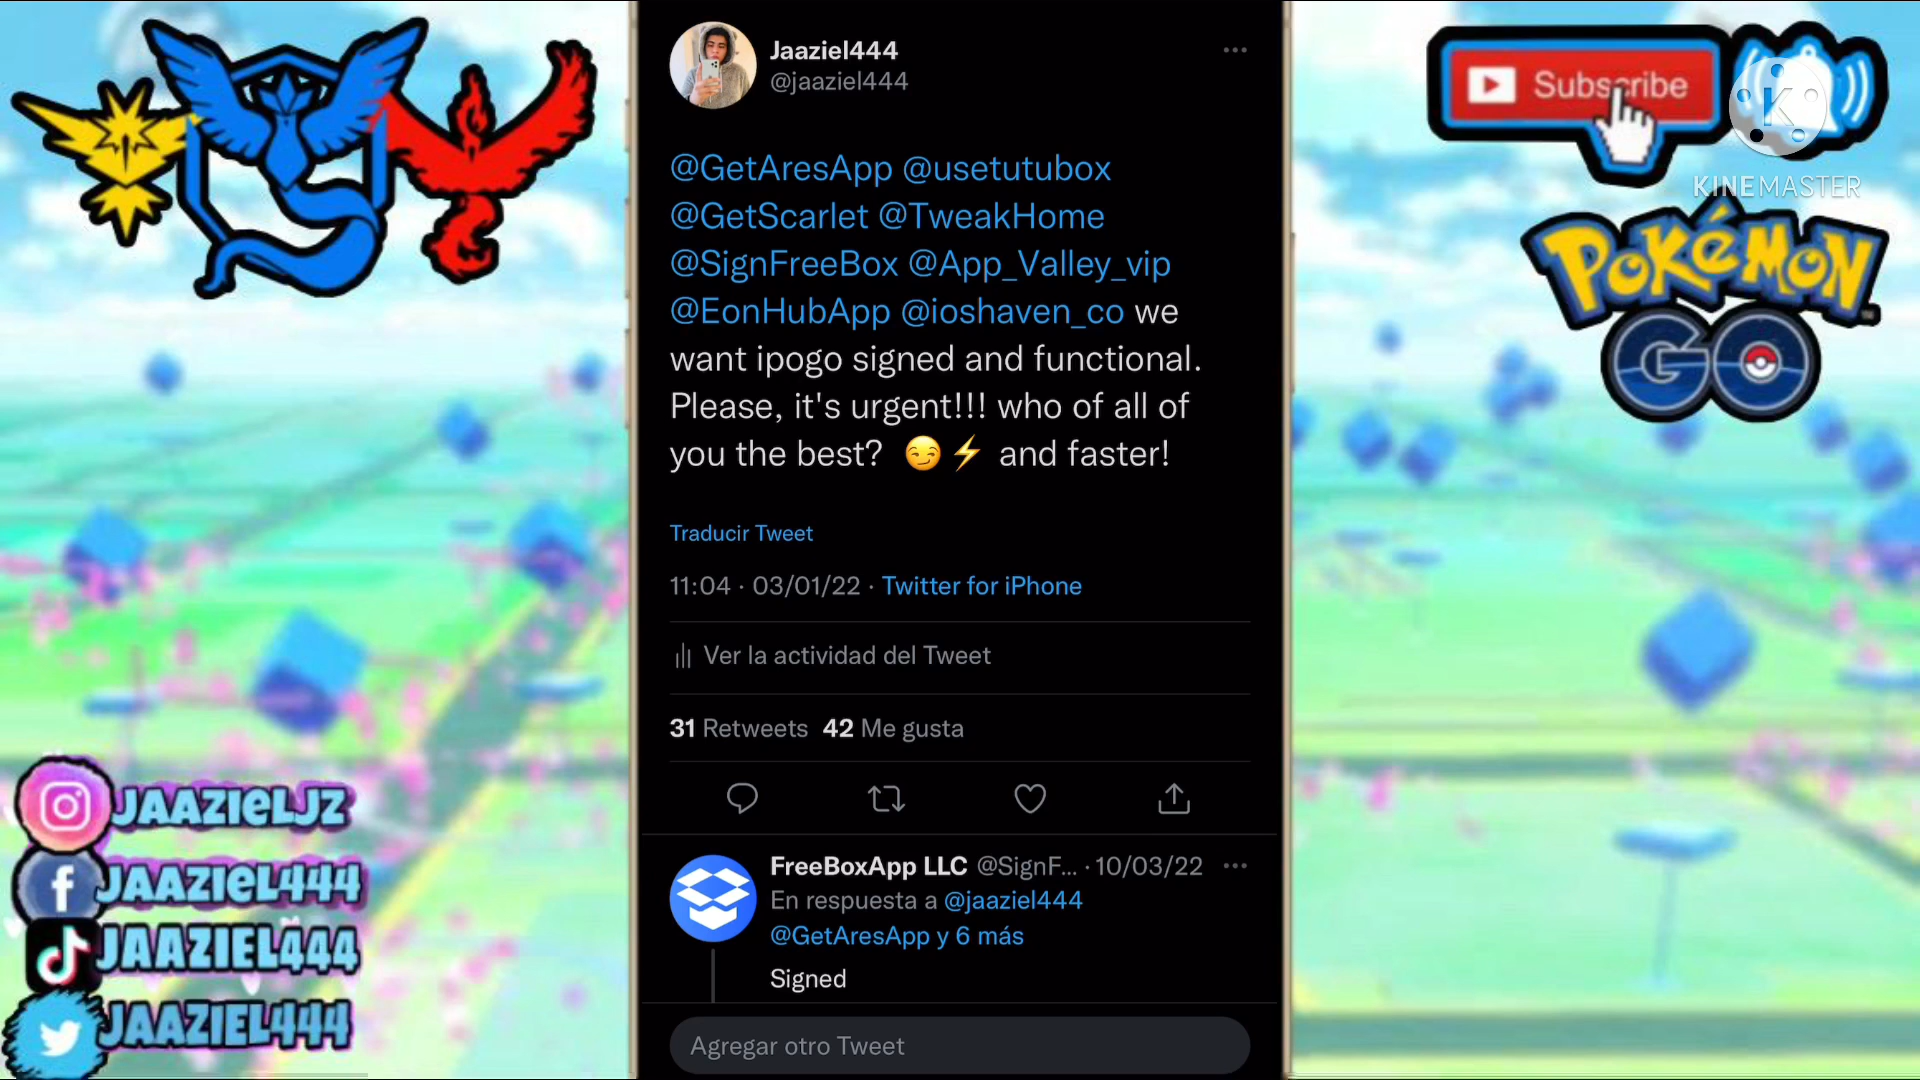 Jaaziel444
@jaaziel444
@GetAresApp @usetutubox
@GetScarlet @TweakHome
@SignFreeBox @App_Valley_vip
@EonHubApp @ioshaven_co we
want ipogo signed and functional.
Please, it's urgent!!! who of all of
you the best? 😏⚡ and faster!
Traducir Tweet
11:04 · 03/01/22 · Twitter for iPhone
Ver la actividad del Tweet
31 Retweets 42 Me gusta
FreeBoxApp LLC @SignF... · 10/03/22
En respuesta a @jaaziel444
@GetAresApp y 6 más
Signed
Agregar otro Tweet
Subscribe
K
KINEMASTER
POKéMON
TM
GO
JAAZIELJZ
f JAAZIEL444
JAAZIEL444
JAAZIEL444